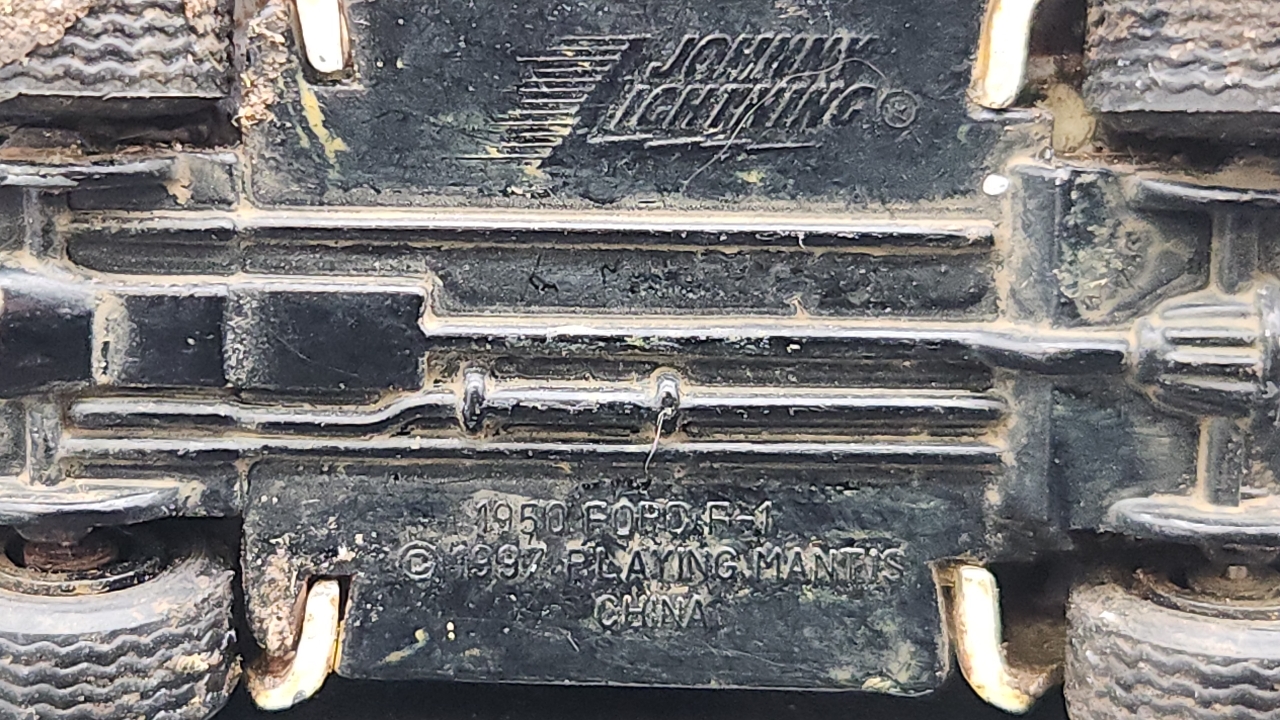 JOHNNY
LIGHTNING ®
1950 FORD F-1
© 1997 PLAYING MANTIS
CHINA